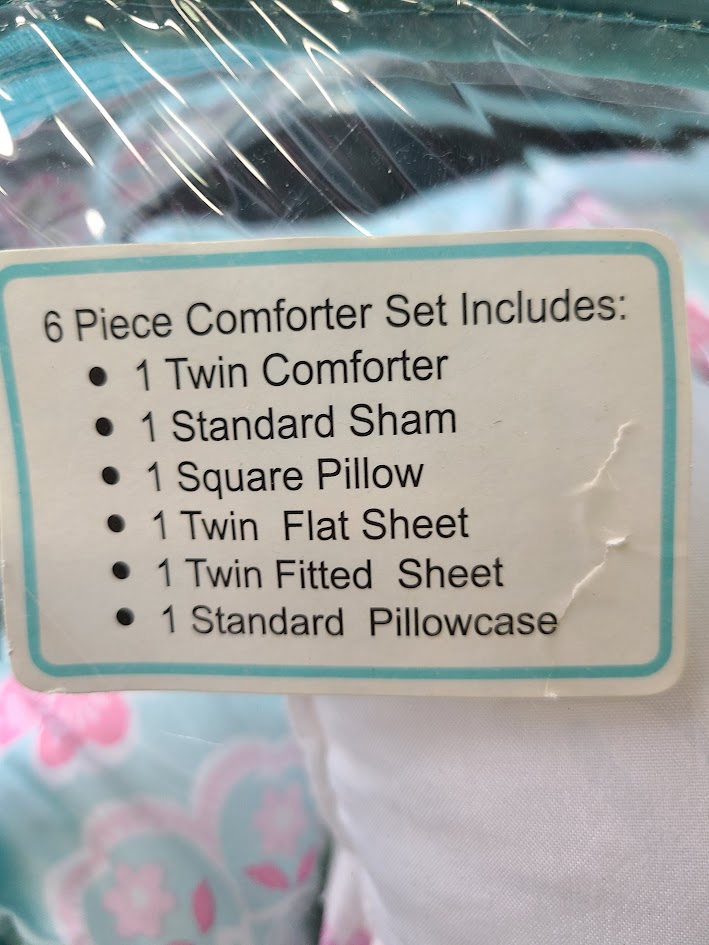 6 Piece Comforter Set Includes:
• 1 Twin Comforter
• 1 Standard Sham
• 1 Square Pillow
• 1 Twin Flat Sheet
• 1 Twin Fitted Sheet
• 1 Standard Pillowcase